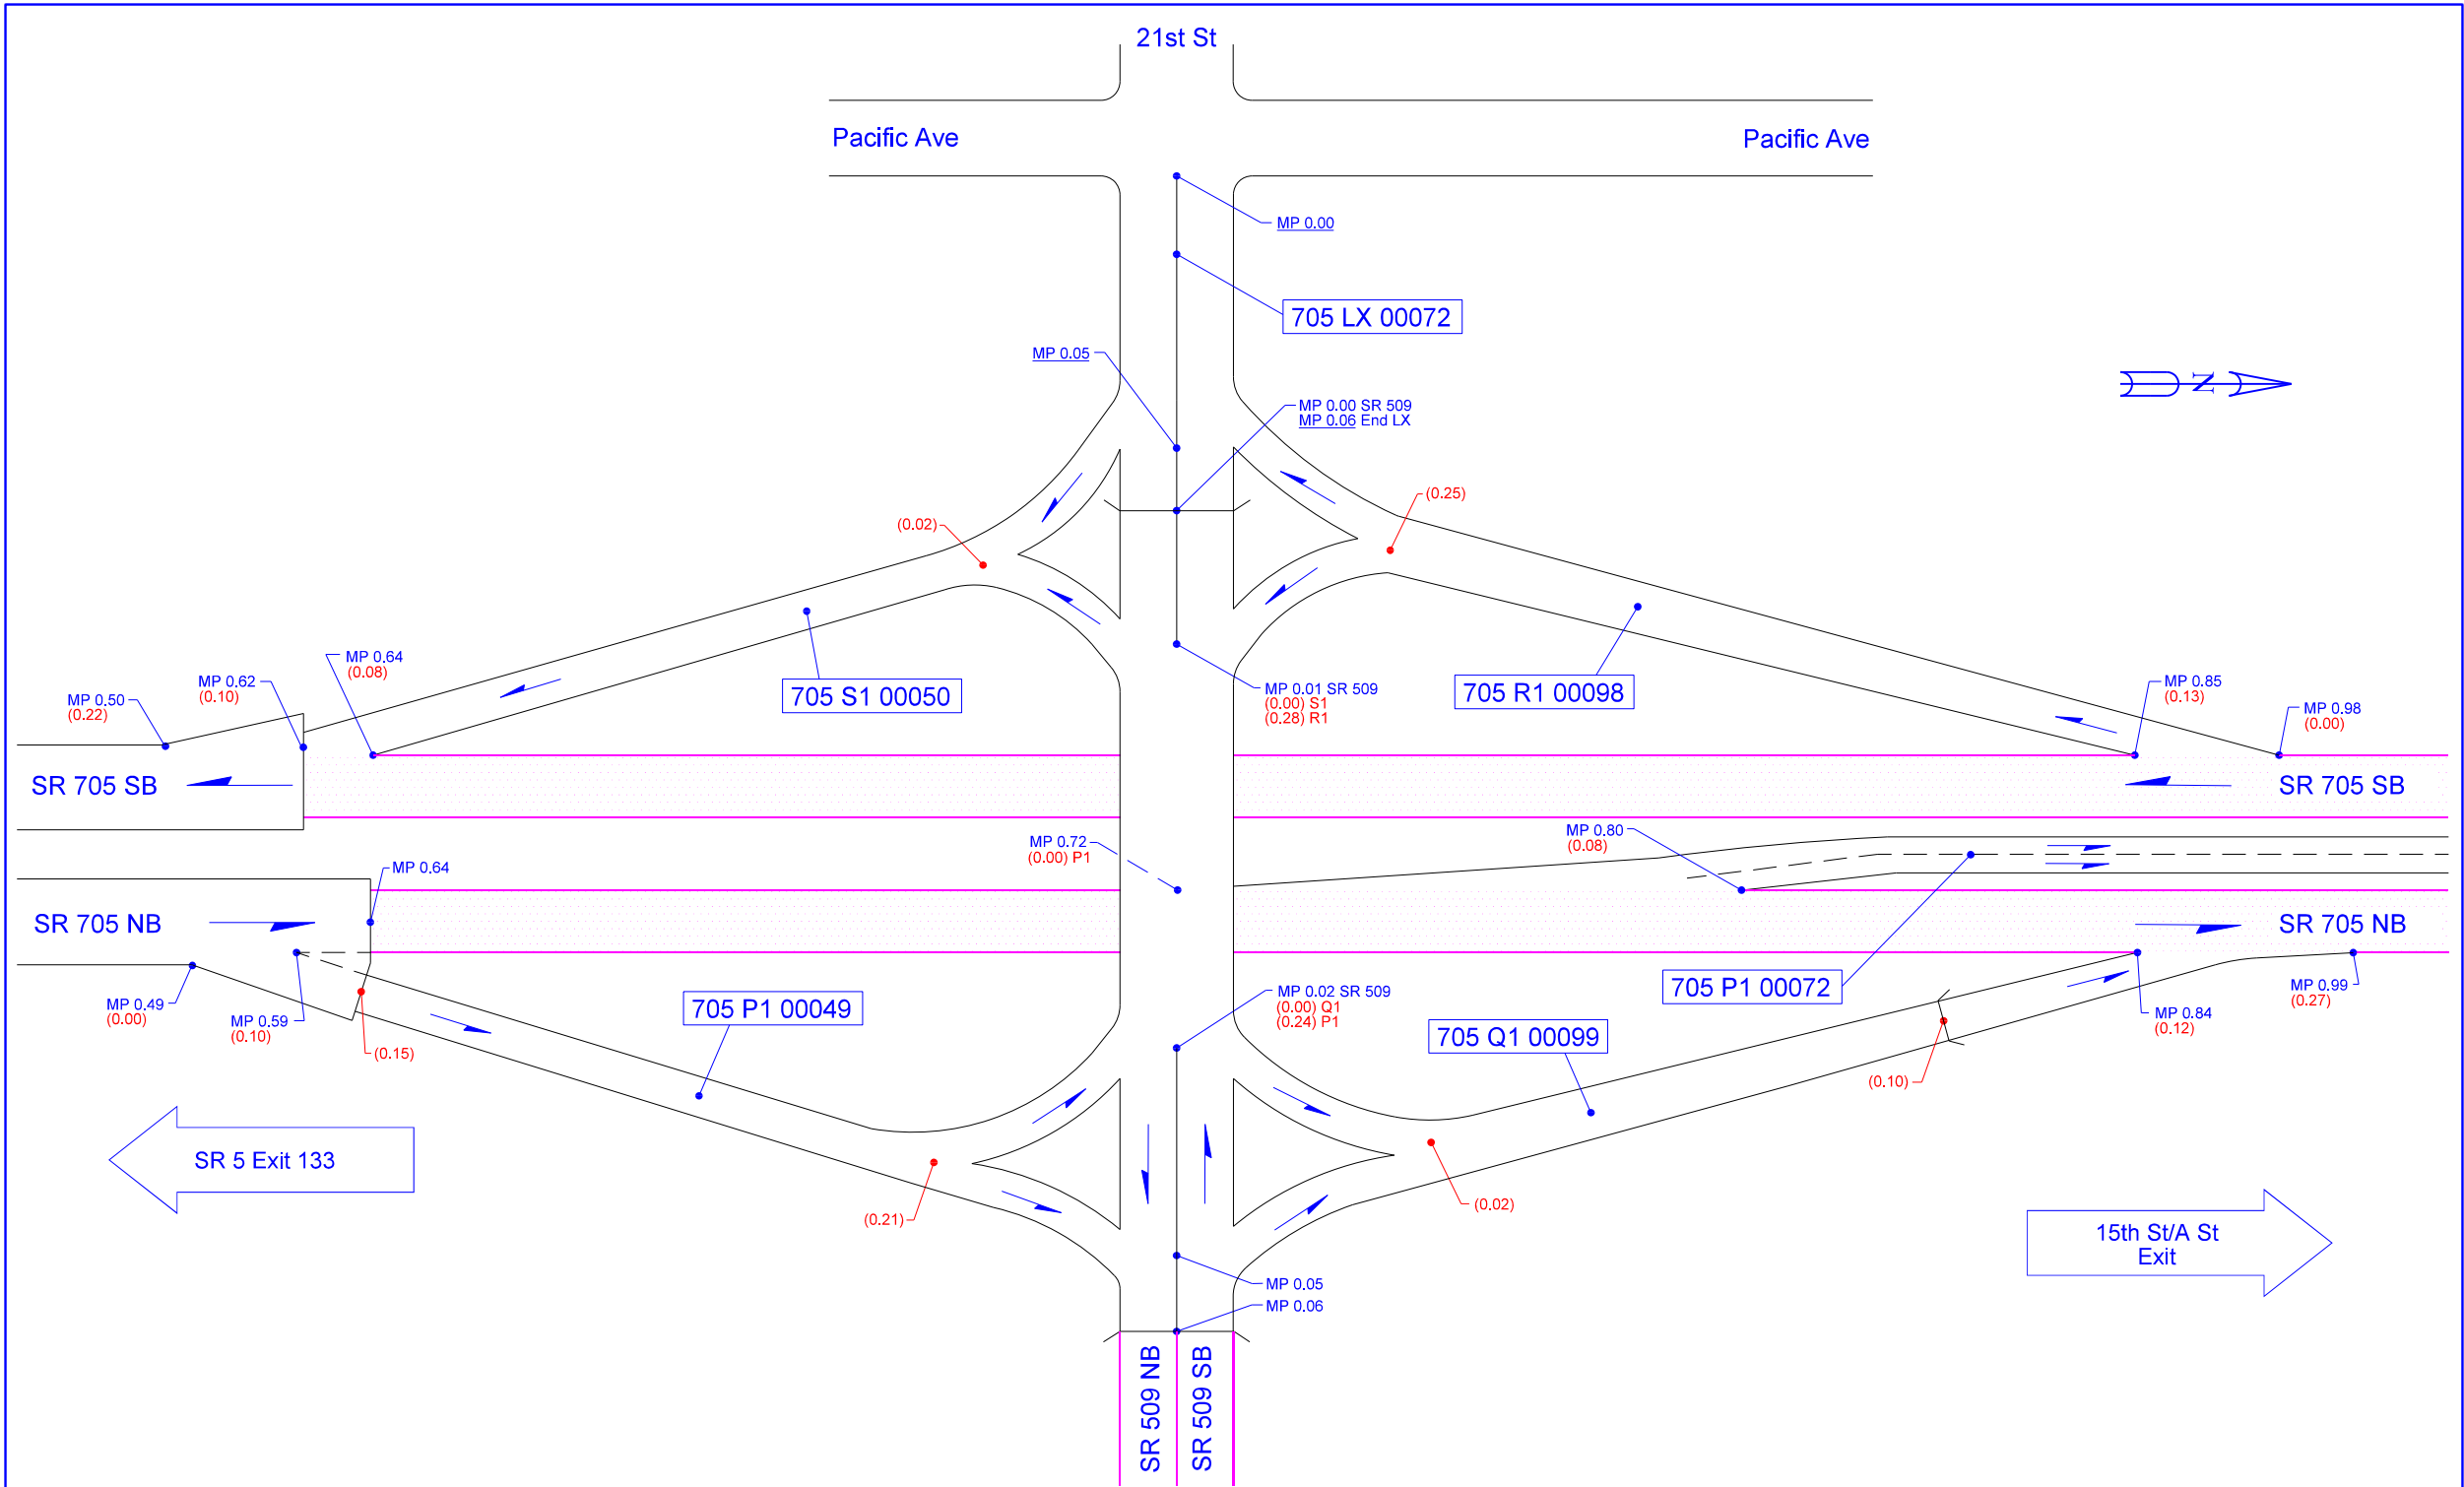 21st St
Pacific Ave
Pacific Ave
MP 0.00
705 LX 00072
MP 0.05
N
MP 0.00 SR 509
MP 0.06 End LX
(0.25)
(0.02)
MP 0.64
(0.08)
MP 0.62
(0.10)
MP 0.50
(0.22)
705 S1 00050
MP 0.01 SR 509
(0.00) S1
(0.28) R1
705 R1 00098
MP 0.85
(0.13)
MP 0.98
(0.00)
SR 705 SB
SR 705 SB
MP 0.72
(0.00) P1
MP 0.80
(0.08)
MP 0.64
SR 705 NB
SR 705 NB
MP 0.49
(0.00)
MP 0.59
(0.10)
(0.15)
705 P1 00049
MP 0.02 SR 509
(0.00) Q1
(0.24) P1
705 P1 00072
705 Q1 00099
MP 0.84
(0.12)
MP 0.99
(0.27)
(0.10)
SR 5 Exit 133
(0.21)
(0.02)
15th St/A St
Exit
MP 0.05
MP 0.06
SR 509 NB
SR 509 SB